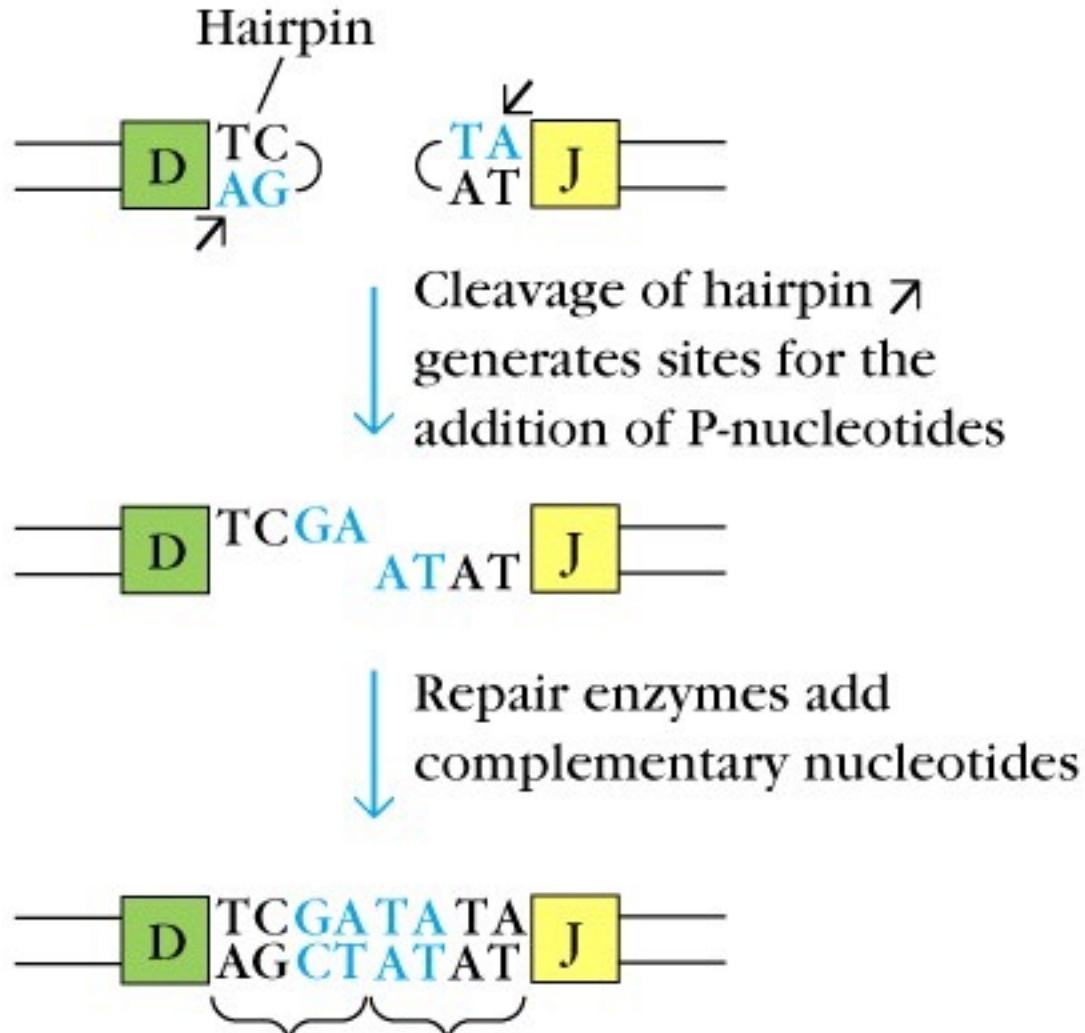 Hairpin
D TC TA J
AG AT
Cleavage of hairpin
generates sites for the
addition of P-nucleotides
D TCGA J
ATAT
Repair enzymes add
complementary nucleotides
D TCGATATA J
AGCTATAT